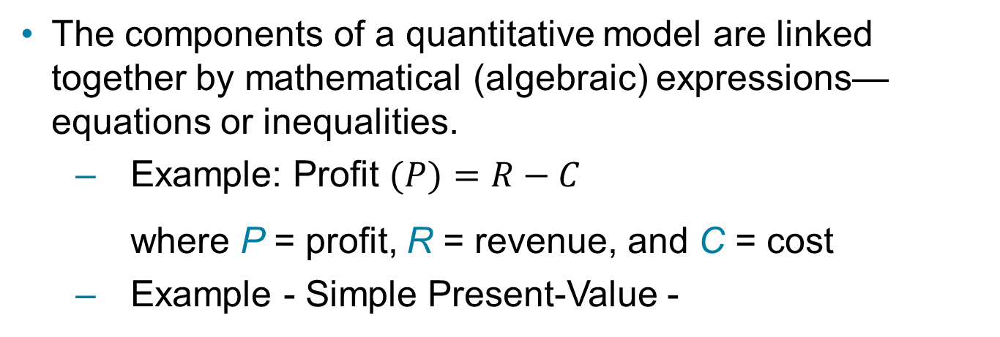 • The components of a quantitative model are linked
together by mathematical (algebraic) expressions—
equations or inequalities.
– Example: Profit (P) = R − C
where P = profit, R = revenue, and C = cost
– Example - Simple Present-Value -